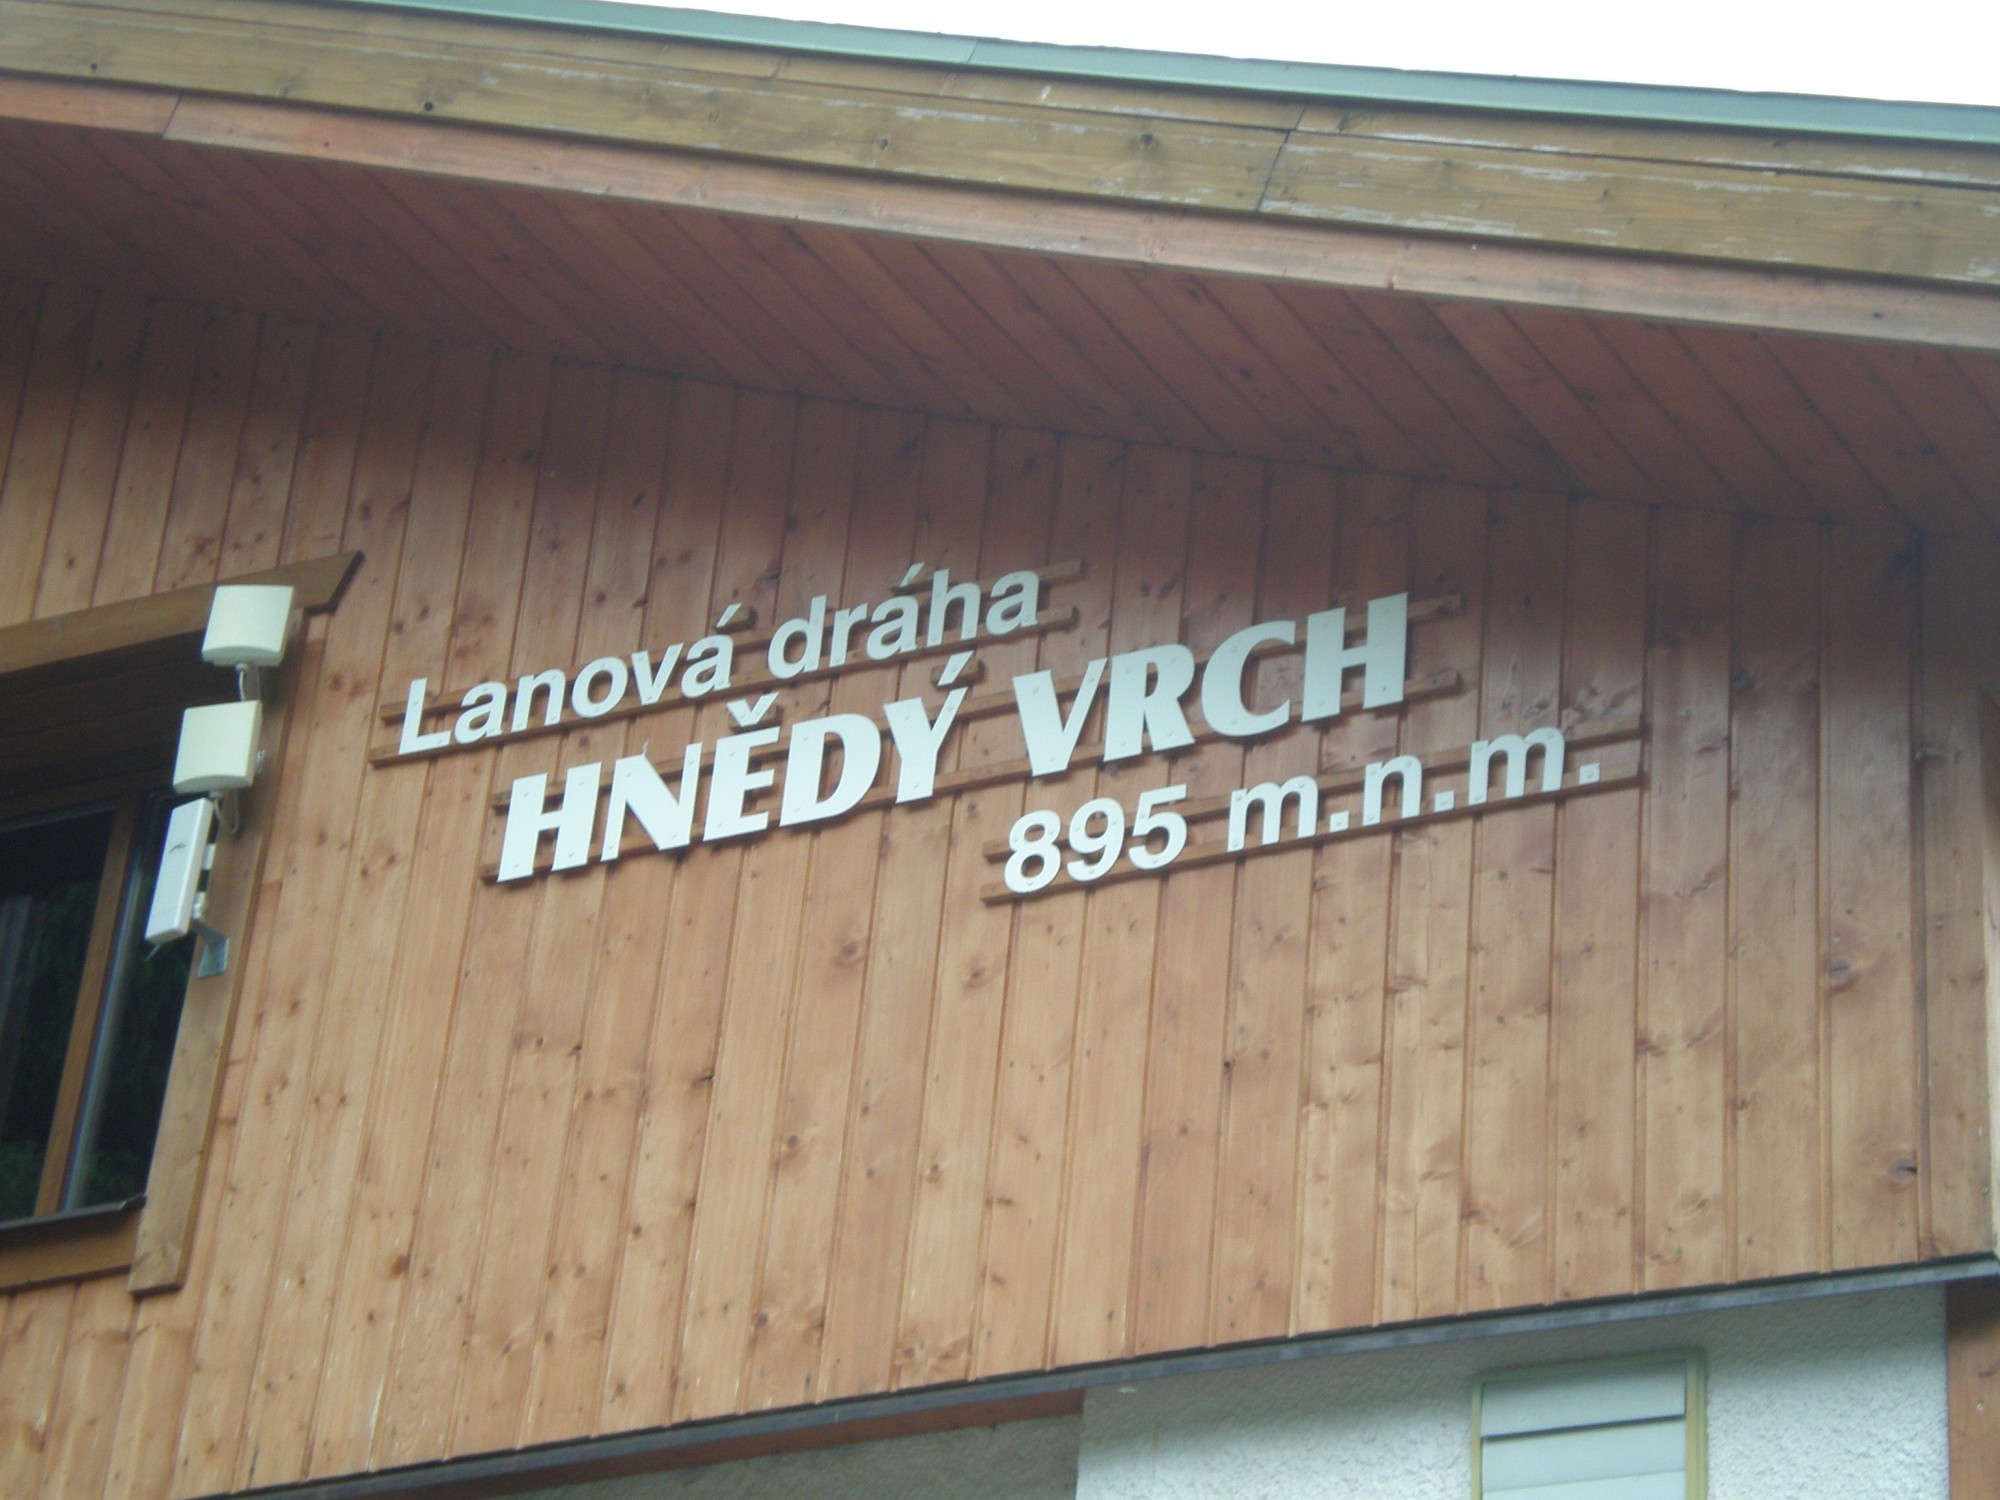 Lanová dráha
HNĚDÝ VRCH
895 m.n.m.